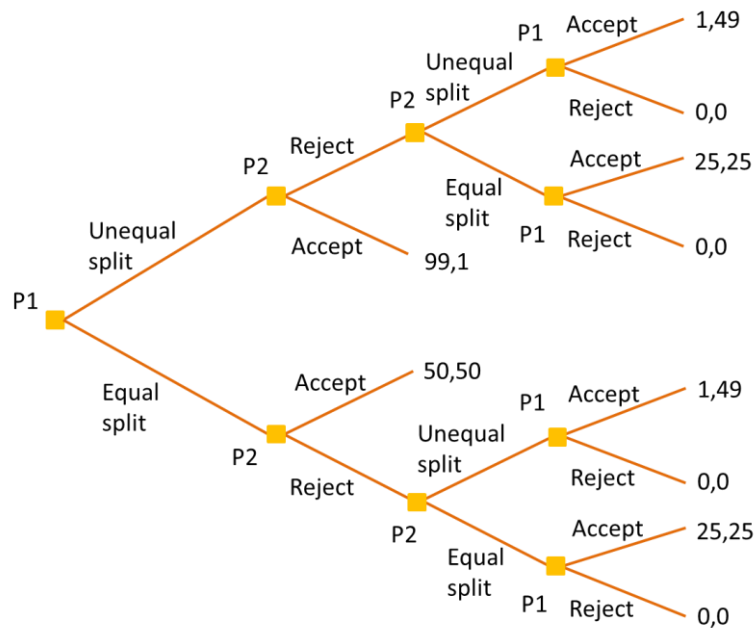 P1
Accept
1,49
Unequal
split
P2
Reject
0,0
Reject
Accept
25,25
P2
Equal
split
Unequal
split
Accept
P1
Reject
0,0
99,1
P1
Equal
split
Accept
50,50
P1
Accept
1,49
Unequal
split
P2
Reject
Reject
0,0
Accept
25,25
P2
Equal
split
P1
Reject
0,0